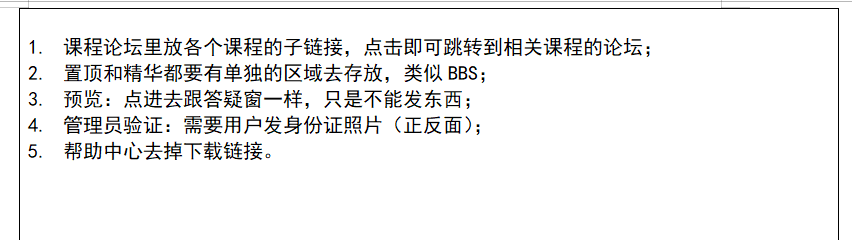 1. 课程论坛里放各个课程的子链接，点击即可跳转到相关课程的论坛；
2. 置顶和精华都要有单独的区域去存放，类似 BBS；
3. 预览：点进去跟答疑窗一样，只是不能发东西；
4. 管理员验证：需要用户发身份证照片（正反面）；
5. 帮助中心去掉下载链接。